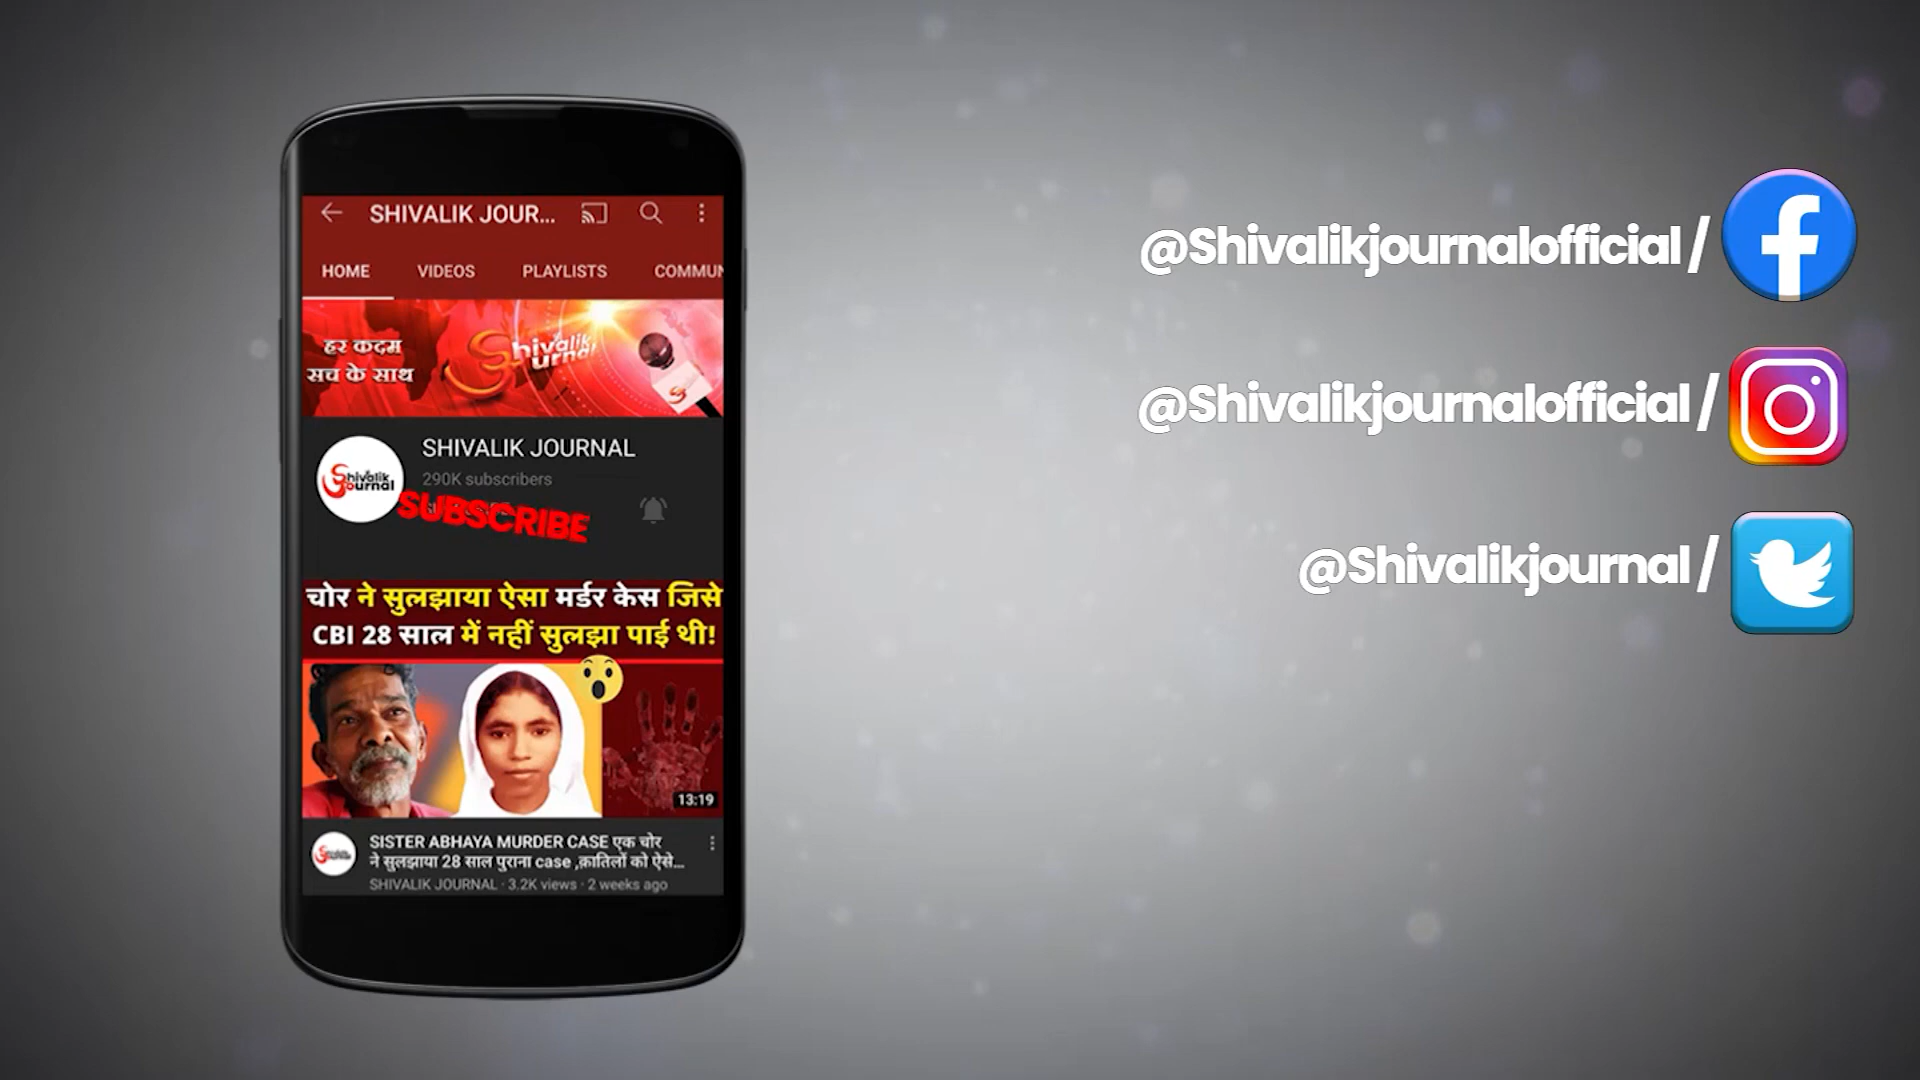 SHIVALIK JOUR...
HOME VIDEOS PLAYLISTS COMMUN
हर कदम
सच के साथ
Shivalik
Journal
SHIVALIK JOURNAL
290K subscribers
Shivalik
Journal
SUBSCRIBE
चोर ने सुलझाया ऐसा मर्डर केस जिसे
CBI 28 साल में नहीं सुलझा पाई थी!
13:19
SISTER ABHAYA MURDER CASE एक चोर
ने सुलझाया 28 साल पुराना case ,क़ातिलों को ऐसे...
SHIVALIK JOURNAL · 3.2K views · 2 weeks ago
@Shivalikjournalofficial /
@Shivalikjournalofficial /
@Shivalikjournal /